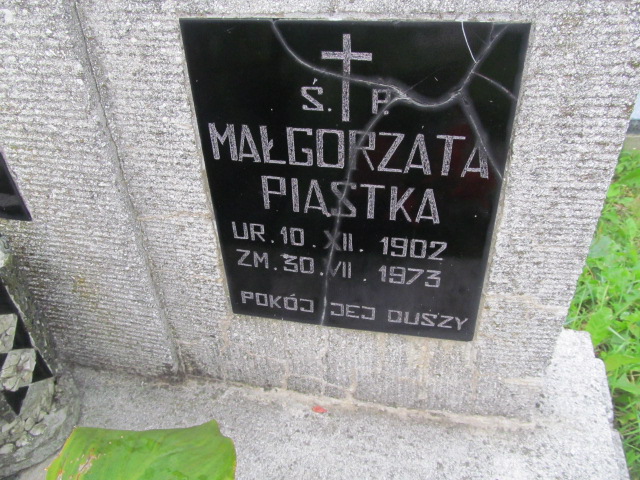 Ś. P.
MAŁGORZATA
PIASTKA
UR. 10. XII. 1902
ZM. 30. VII. 1973
POKÓJ JEJ DUSZY